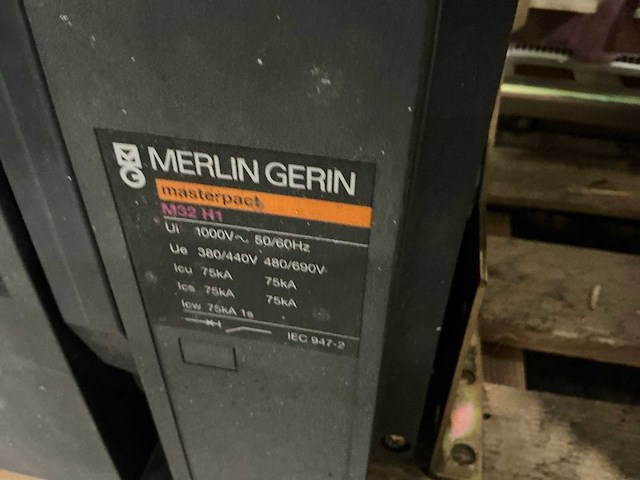 MG MERLIN GERIN
masterpact
M32 H1
Ui 1000V~ 50/60Hz
Ue 380/440V 480/690V
Icu 75kA 75kA
Ics 75kA 75kA
Icw 75kA 1s
IEC 947-2